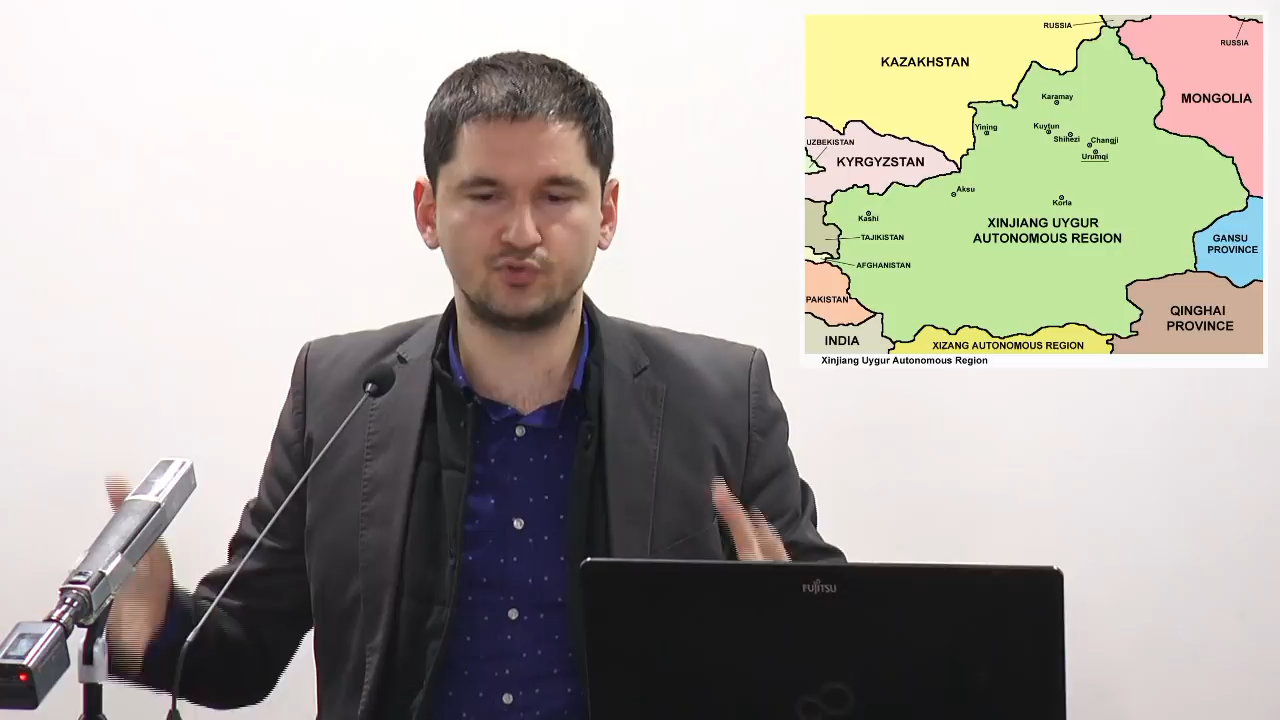 RUSSIA
RUSSIA
KAZAKHSTAN
MONGOLIA
Karamay
Yining
Kuytun
Shihezi
Changji
Urumqi
UZBEKISTAN
KYRGYZSTAN
Aksu
Korla
Kashi
XINJIANG UYGUR
AUTONOMOUS REGION
TAJIKISTAN
GANSU
PROVINCE
AFGHANISTAN
PAKISTAN
QINGHAI
PROVINCE
INDIA
XIZANG AUTONOMOUS REGION
Xinjiang Uygur Autonomous Region
FUJITSU